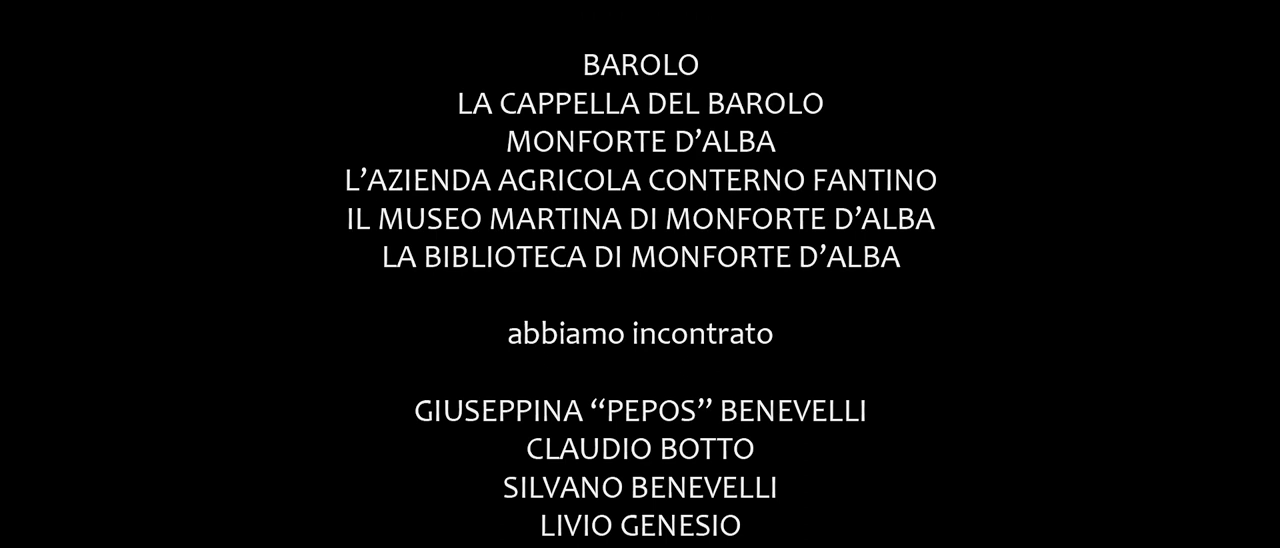 BAROLO
LA CAPPELLA DEL BAROLO
MONFORTE D’ALBA
L’AZIENDA AGRICOLA CONTERNO FANTINO
IL MUSEO MARTINA DI MONFORTE D’ALBA
LA BIBLIOTECA DI MONFORTE D’ALBA
abbiamo incontrato
GIUSEPPINA “PEPOS” BENEVELLI
CLAUDIO BOTTO
SILVANO BENEVELLI
LIVIO GENESIO